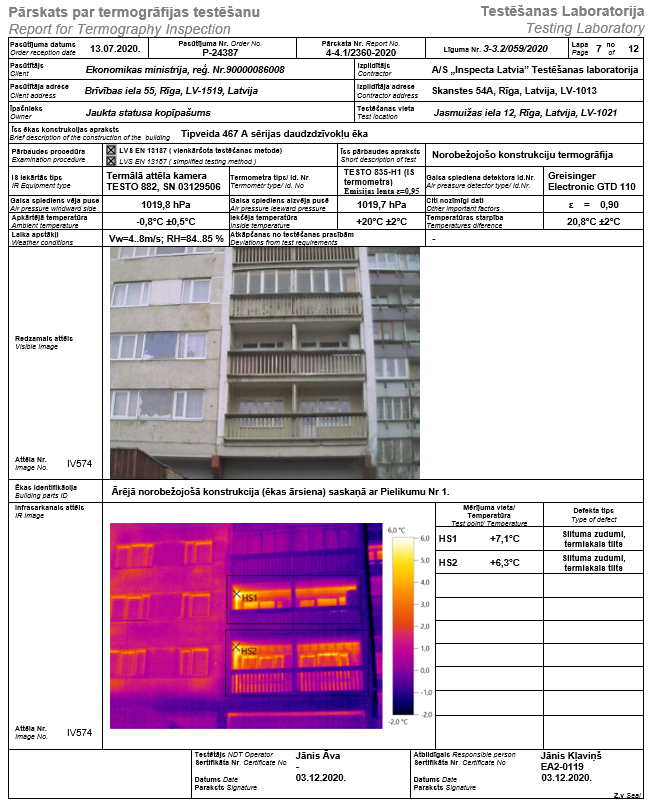 Pārskats par termogrāfijas testēšanu
Report for Termography Inspection
Testēšanas Laboratorija
Testing Laboratory
Pasūtījuma datums
Order reception date
13.07.2020.
Pasūtījuma Nr. Order No.
P-24387
Pārskata Nr. Report No.
4-4.1/2360-2020
Līguma Nr. 3-3.2/059/2020
Lapa 7 no 12
Page of
Pasūtītājs
Client
Ekonomikas ministrija, reģ. Nr.90000086008
Izpildītājs
Contractor
A/S „Inspecta Latvia” Testēšanas laboratorija
Pasūtītāja adrese
Client address
Brīvības iela 55, Rīga, LV-1519, Latvija
Izpildītāja adrese
Contractor address
Skanstes 54A, Rīga, Latvija, LV-1013
Īpašnieks
Owner
Jaukta statusa kopīpašums
Testēšanas vieta
Test location
Jasmuižas iela 12, Rīga, Latvija, LV-1021
Īss ēkas konstrukcijas apraksts
Brief description of the construction of the building
Tipveida 467 A sērijas daudzdzīvokļu ēka
Pārbaudes procedūra
Examination procedure
LVS EN 13187 ( vienkāršota testēšanas metode)
LVS EN 13187 ( simplified testing method )
Īss pārbaudes apraksts
Short description of test
Norobežojošo konstrukciju termogrāfija
IS iekārtās tips
IR Equipment type
Termālā attēla kamera
TESTO 882, SN 03129506
Termometra tips/ Id. Nr.
Termometr type/ Id. No
TESTO 835-H1 (IS
termometrs)
Emisijas lenta ε=0,95
Gaisa spiediena detektora Id.Nr.
Air preasure detector type/ Id.Nr.
Greisinger
Electronic GTD 110
Gaisa spiediens vēja puse
Air pressure windward side
1019,8 hPa
Gaisa spiediens aizvēja pusē
Air pressure leeward pressure
1019,7 hPa
Citi nozīmīgi dati
Other important factors
ε = 0,90
Apkārtējā temperatūra
Ambient temperature
-0,8°C ±0,5°C
Iekšēja temperatūra
Inside temperature
+20°C ±2°C
Temperatūras starpība
Temperatures diference
20,8°C ±2°C
Laika apstākļi
Weather conditions
Vw=4..8m/s; RH=84..85 %
Atkāpšanas no testēšanas prasībām
Deviations from test requirements
-
Redzamais attēls
Visible Image
Attēla Nr.
Image No.
IV574
Ēkas identifikācija
Building parts ID
Ārējā norobežojošā konstrukcija (ēkas ārsiena) saskaņā ar Pielikumu Nr 1.
Infrasarkanais attēls
IR Image
Mērījuma vieta/
Temperatūra
Test point/ Temperature
Defekta tips
Type of defect
HS1 +7,1°C
Siltuma zudumi,
termiskais tilts
HS2 +6,3°C
Siltuma zudumi,
termiskais tilts
HS1
HS2
6,0 °C
6,0
5,0
4,0
3,0
2,0
1,0
0,0
-1,0
-2,0
-2,0 °C
Attēla Nr.
Image No.
IV574
Testētājs NDT Operator
Jānis Āva
Sertifikāta Nr. Certificate No
-
Datums Date
03.12.2020.
Paraksts Signature
Atbildīgais Responsible person
Jānis Kļaviņš
Sertifikāta Nr. Certificate No
EA2-0119
Datums Date
03.12.2020.
Paraksts Signature
Z.v Seal